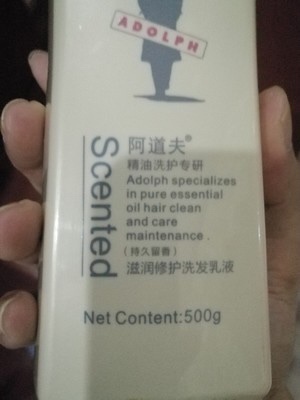 ADOLPH
Scented
阿道夫®
精油洗护专研
Adolph specializes
in pure essential
oil hair clean
and care
maintenance.
(持久留香)
滋润修护洗发乳液
Net Content:500g